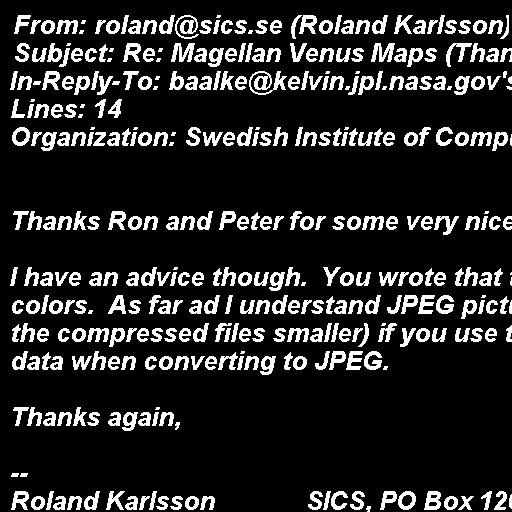 From: roland@sics.se (Roland Karlsson)
Subject: Re: Magellan Venus Maps (Than
In-Reply-To: baalke@kelvin.jpl.nasa.gov's
Lines: 14
Organization: Swedish Institute of Comp
Thanks Ron and Peter for some very nice
I have an advice though.  You wrote that
colors.  As far ad I understand JPEG pict
the compressed files smaller) if you use
data when converting to JPEG.
Thanks again,
--
Roland Karlsson SICS, PO Box 126